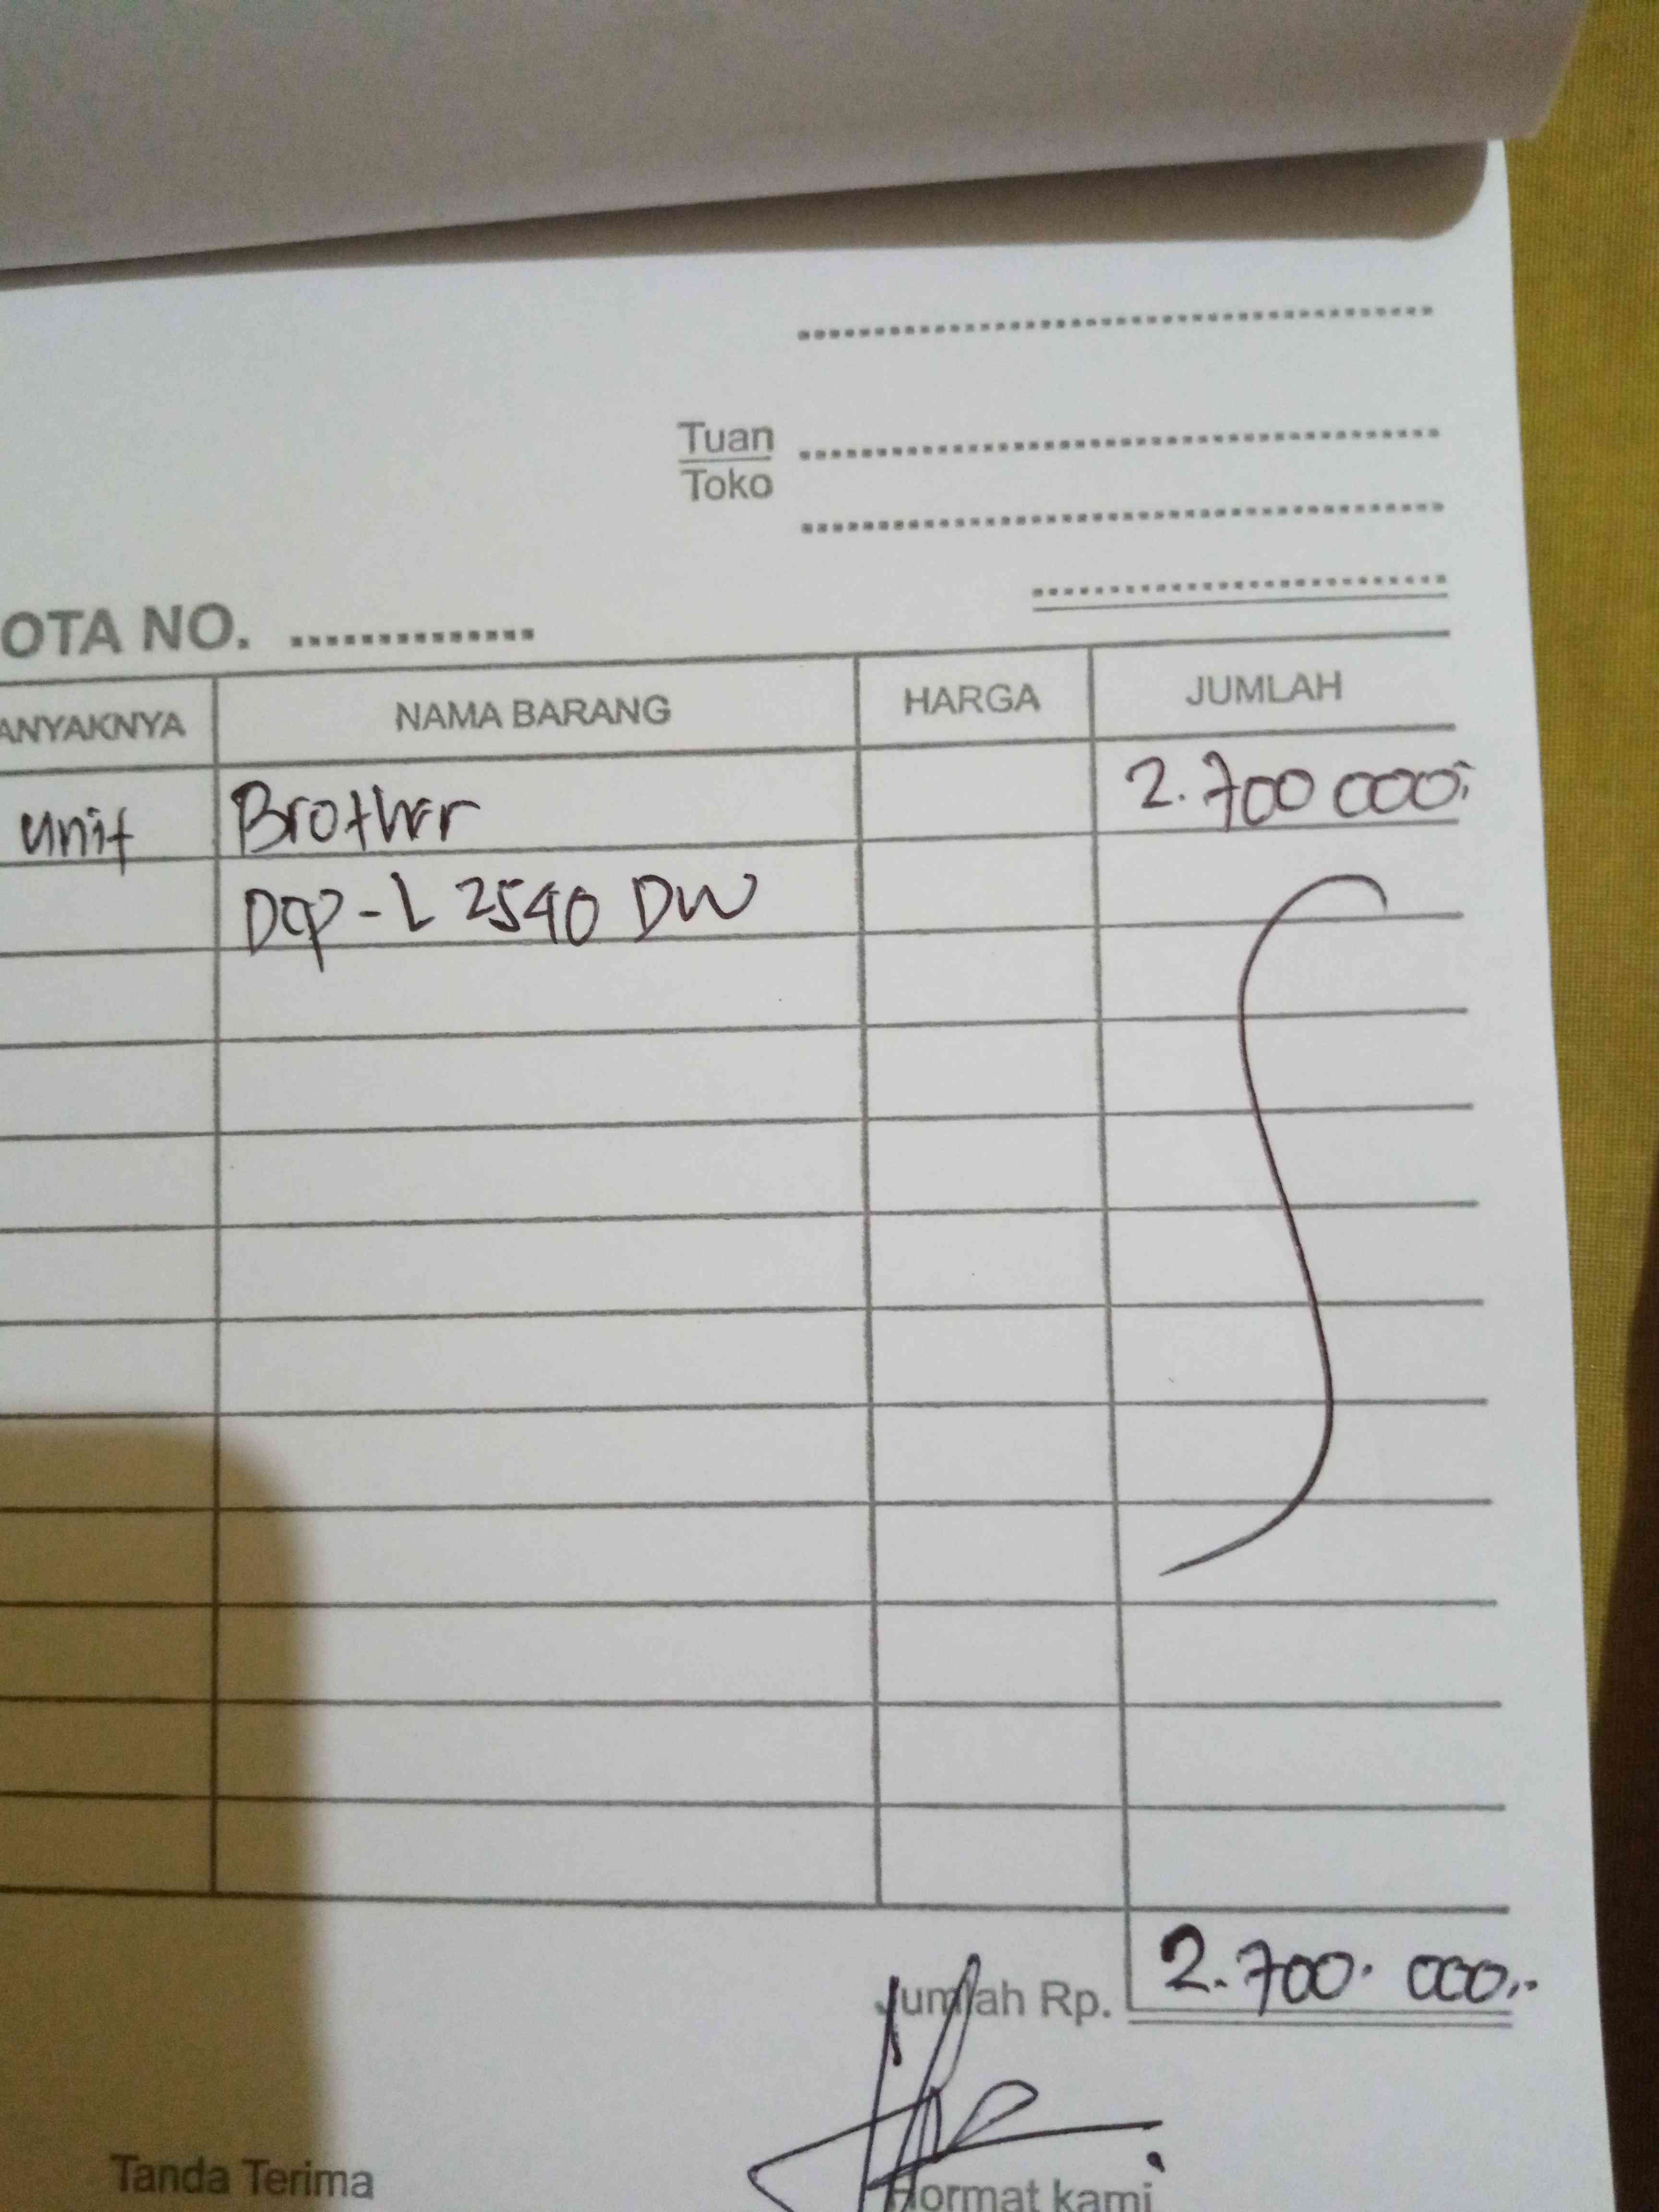 Tuan
Toko
OTA NO. ..............
ANYAKNYA NAMA BARANG HARGA JUMLAH
unit Brother 2.700 000,-
DCP-L 2540 DW
Jumlah Rp. 2.700.000,-
Tanda Terima Hormat kami